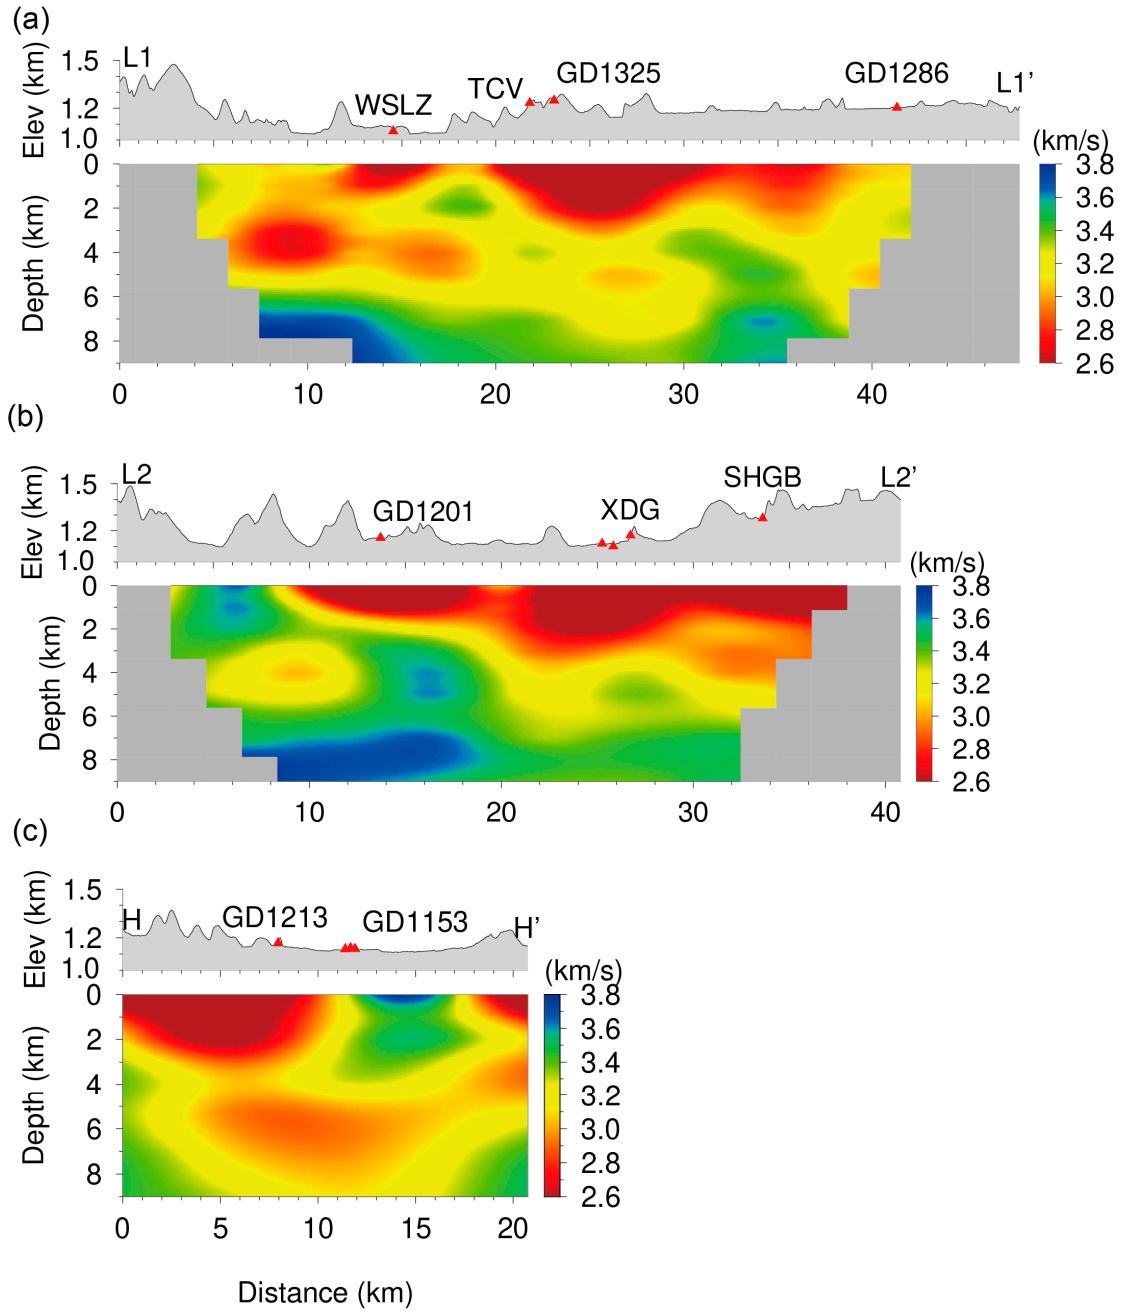 (a)
Elev (km)
1.5
1.2
1.0
L1
WSLZ
TCV
GD1325
GD1286
L1’
(km/s)
Depth (km)
0
2
4
6
8
3.8
3.6
3.4
3.2
3.0
2.8
2.6
0 10 20 30 40
(b)
Elev (km)
1.5
1.2
1.0
L2
GD1201
XDG
SHGB
L2’
(km/s)
Depth (km)
0
2
4
6
8
3.8
3.6
3.4
3.2
3.0
2.8
2.6
0 10 20 30 40
(c)
Elev (km)
1.5
1.2
1.0
H
GD1213
GD1153
H’
(km/s)
Depth (km)
0
2
4
6
8
3.8
3.6
3.4
3.2
3.0
2.8
2.6
0 5 10 15 20
Distance (km)